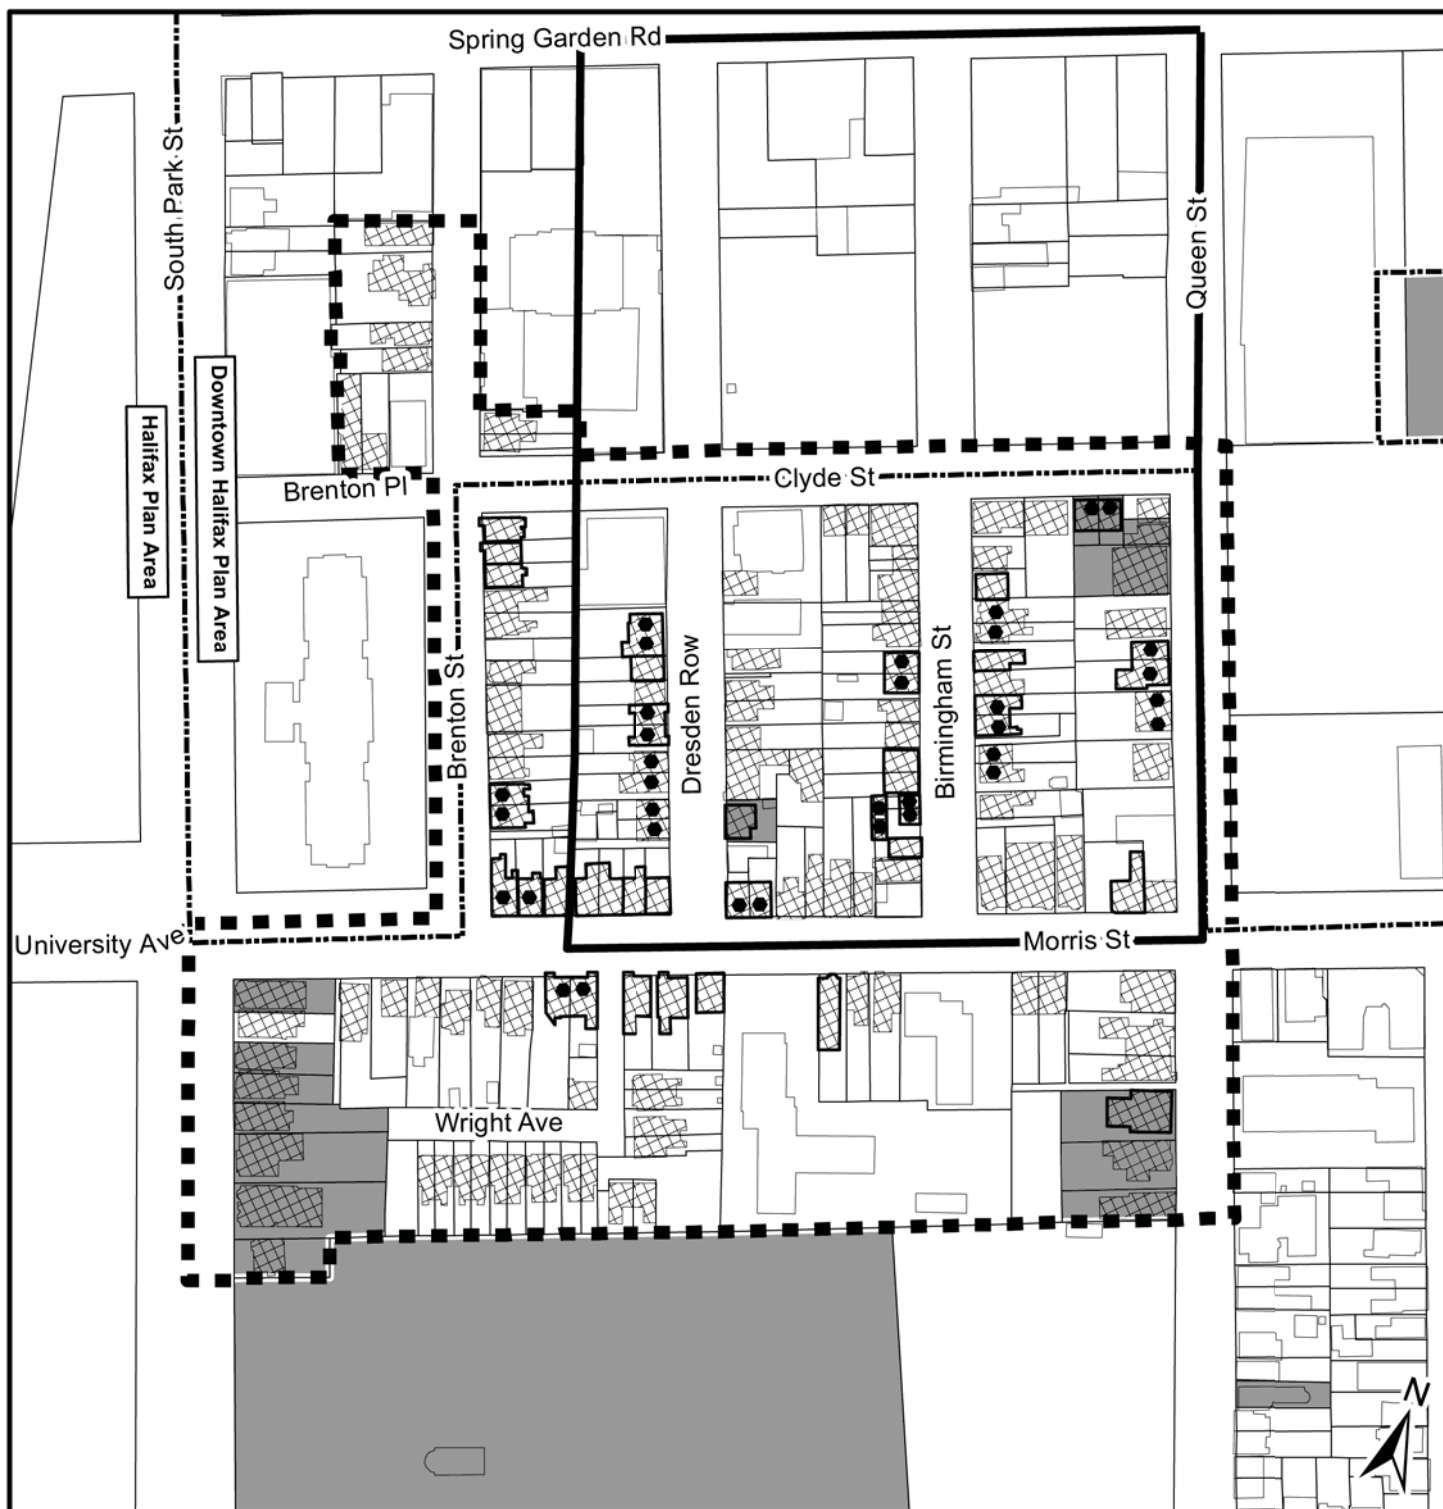 Spring Garden Rd
South Park St
Queen St
Halifax Plan Area
Downtown Halifax Plan Area
Brenton Pl
Clyde St
Brenton St
Dresden Row
Birmingham St
University Ave
Morris St
Wright Ave
N